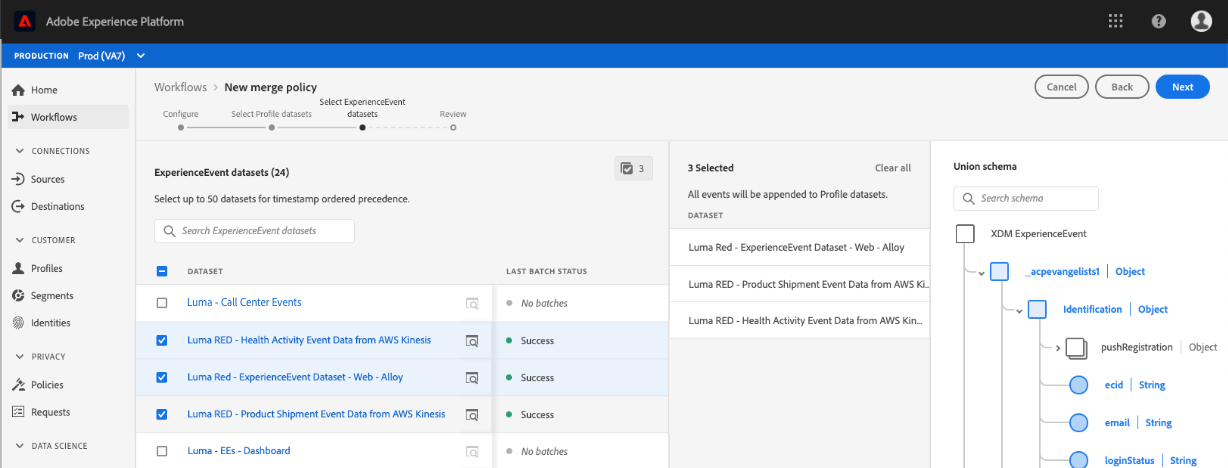 Adobe Experience Platform
PRODUCTION Prod (VA7)
Home
Workflows
CONNECTIONS
Sources
Destinations
CUSTOMER
Profiles
Segments
Identities
PRIVACY
Policies
Requests
DATA SCIENCE
Workflows > New merge policy
Cancel
Back
Next
Configure
Select Profile datasets
Select ExperienceEvent
datasets
Review
ExperienceEvent datasets (24)
3
Select up to 50 datasets for timestamp ordered precedence.
Search ExperienceEvent datasets
DATASET LAST BATCH STATUS
Luma - Call Center Events No batches
Luma RED - Health Activity Event Data from AWS Kinesis Success
Luma Red - ExperienceEvent Dataset - Web - Alloy Success
Luma RED - Product Shipment Event Data from AWS Kinesis Success
Luma - EEs - Dashboard No batches
3 Selected Clear all
All events will be appended to Profile datasets.
DATASET
Luma Red - ExperienceEvent Dataset - Web - Alloy
Luma RED - Product Shipment Event Data from AWS Ki...
Luma RED - Health Activity Event Data from AWS Kin...
Union schema
Search schema
XDM ExperienceEvent
_acpevangelists1 | Object
Identification | Object
pushRegistration | Object
ecid | String
email | String
loginStatus | String